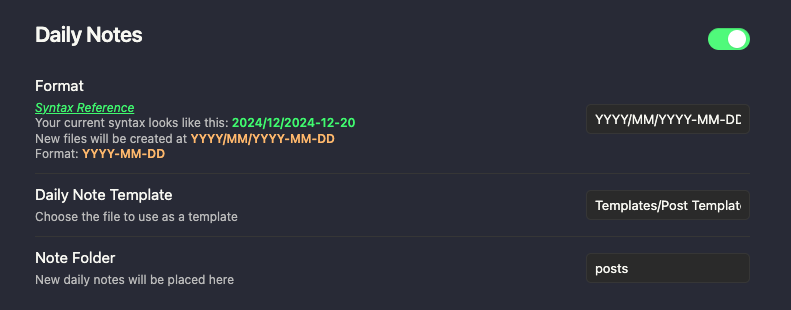 Daily Notes
Format
Syntax Reference
Your current syntax looks like this: 2024/12/2024-12-20
New files will be created at YYYY/MM/YYYY-MM-DD
Format: YYYY-MM-DD
YYYY/MM/YYYY-MM-DD
Daily Note Template
Choose the file to use as a template
Templates/Post Template
Note Folder
New daily notes will be placed here
posts